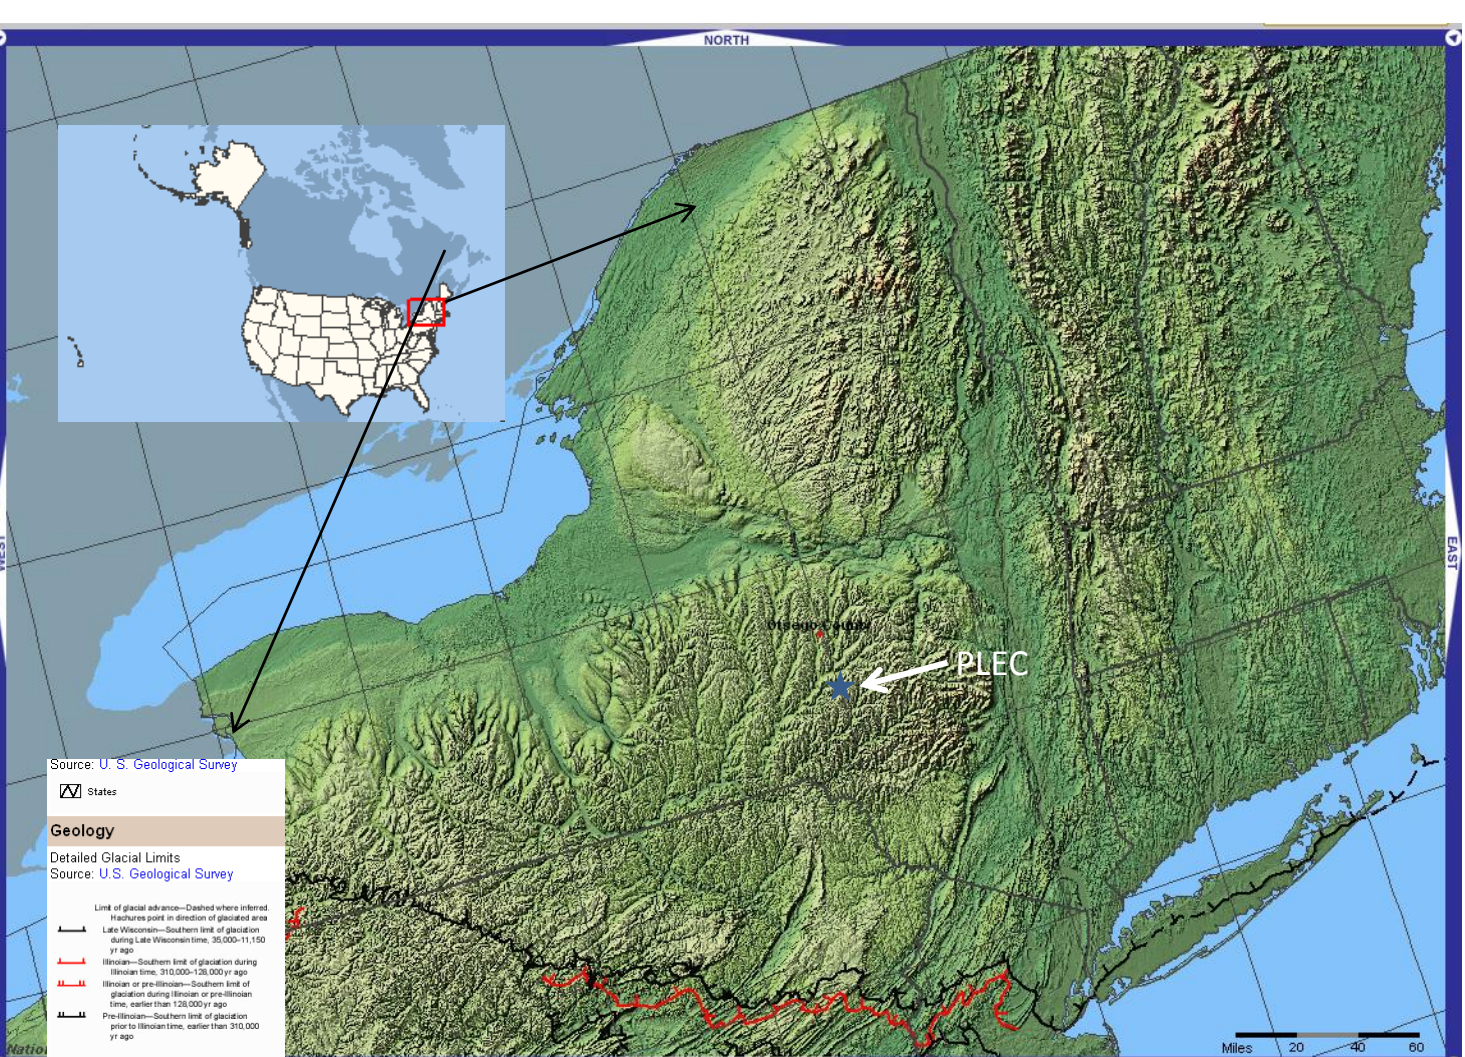 NORTH
WEST
EAST
Otsego County
PLEC
Source: U. S. Geological Survey
States
Geology
Detailed Glacial Limits
Source: U.S. Geological Survey
Limit of glacial advance—Dashed where inferred.
Hachures point in direction of glaciated area
Late Wisconsin—Southern limit of glaciation
during Late Wisconsin time, 35,000–11,150
yr ago
Illinoian—Southern limit of glaciation during
Illinoian time, 310,000–128,000 yr ago
Illinoian or pre-Illinoian—Southern limit of
glaciation during Illinoian or pre-Illinoian
time, earlier than 128,000 yr ago
Pre-Illinoian—Southern limit of glaciation
prior to Illinoian time, earlier than 310,000
yr ago
Miles 20 40 60